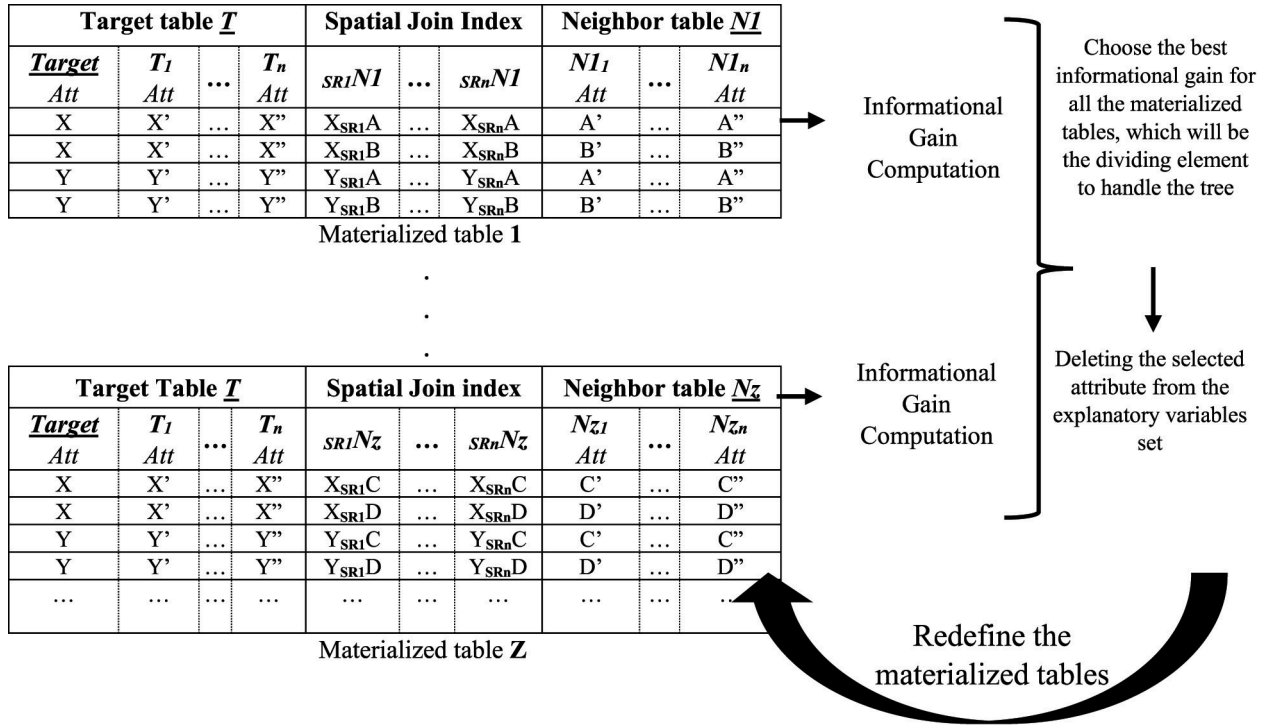 Target table T Spatial Join Index Neighbor table N1
Target T1 ... Tn SR1N1 ... SRnN1 N11 ... N1n
Att Att Att Att Att
X X’ … X” XSR1A … XSRnA A’ … A”
X X’ … X” XSR1B … XSRnB B’ … B”
Y Y’ … Y” YSR1A … YSRnA A’ … A”
Y Y’ … Y” YSR1B … YSRnB B’ … B”
Materialized table 1
.
.
.
Target Table T Spatial Join index Neighbor table Nz
Target T1 ... Tn SR1Nz ... SRnNz Nz1 ... Nzn
Att Att Att Att Att
X X’ … X” XSR1C … XSRnC C’ … C”
X X’ … X” XSR1D … XSRnD D’ … D”
Y Y’ … Y” YSR1C … YSRnC C’ … C”
Y Y’ … Y” YSR1D … YSRnD D’ … D”
… … … … … … … … … …
Materialized table Z
Informational
Gain
Computation
Informational
Gain
Computation
Choose the best
informational gain for
all the materialized
tables, which will be
the dividing element
to handle the tree
Deleting the selected
attribute from the
explanatory variables
set
Redefine the
materialized tables